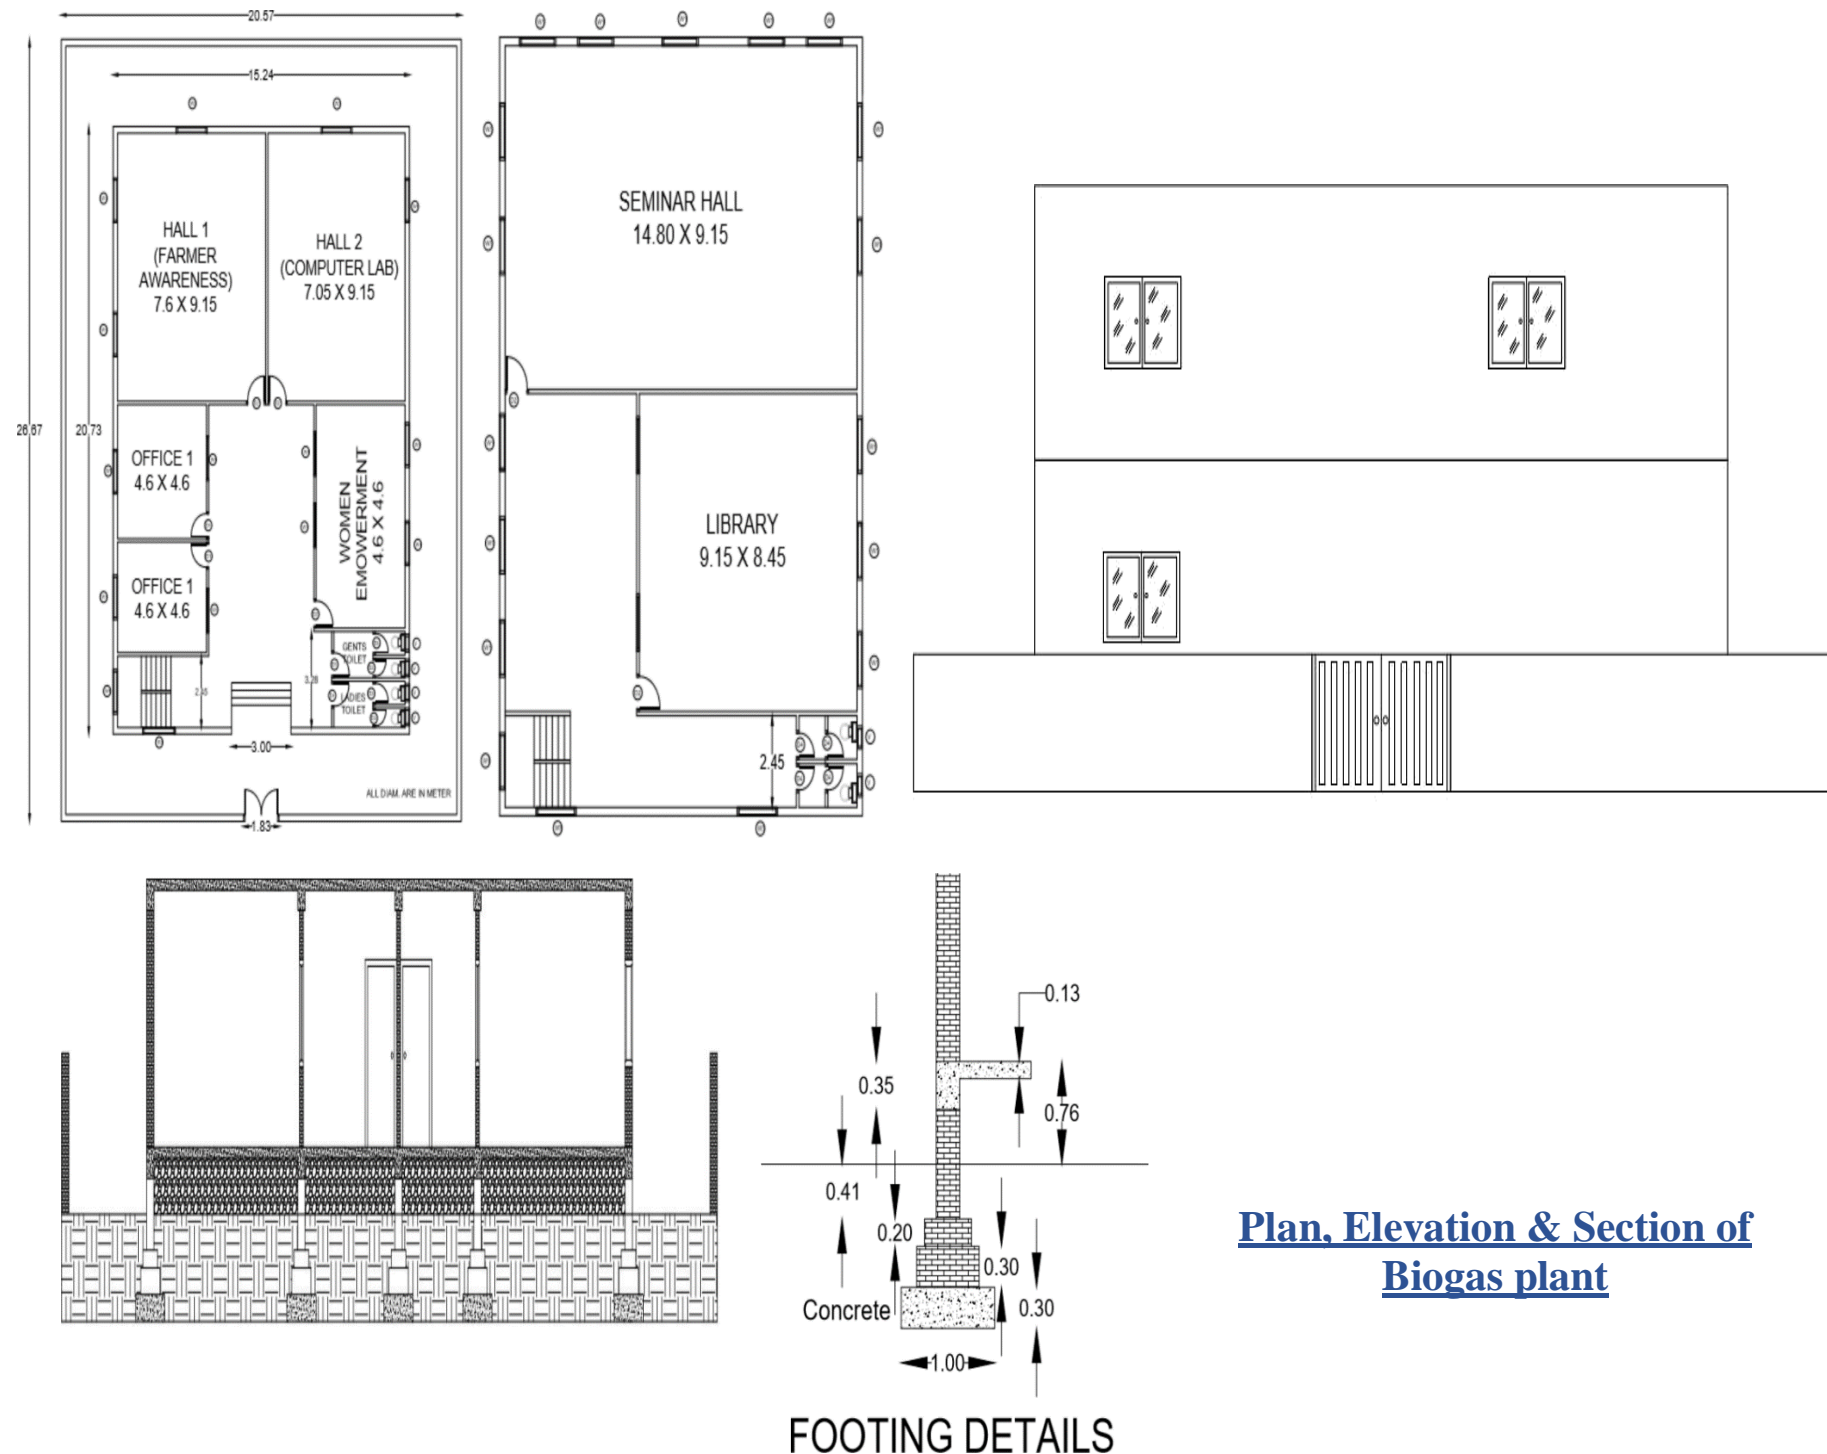 20.57
15.24
26.67
20.73
HALL 1
(FARMER
AWARENESS)
7.6 X 9.15
HALL 2
(COMPUTER LAB)
7.05 X 9.15
OFFICE 1
4.6 X 4.6
OFFICE 1
4.6 X 4.6
WOMEN
EMOWERMENT
4.6 X 4.6
GENTS
TOILET
LADIES
TOILET
2.45
3.28
3.00
1.83
ALL DIAM. ARE IN METER
SEMINAR HALL
14.80 X 9.15
LIBRARY
9.15 X 8.45
2.45
0.13
0.35
0.76
0.41
0.20
0.30
0.30
Concrete
1.00
FOOTING DETAILS
Plan, Elevation & Section of
Biogas plant